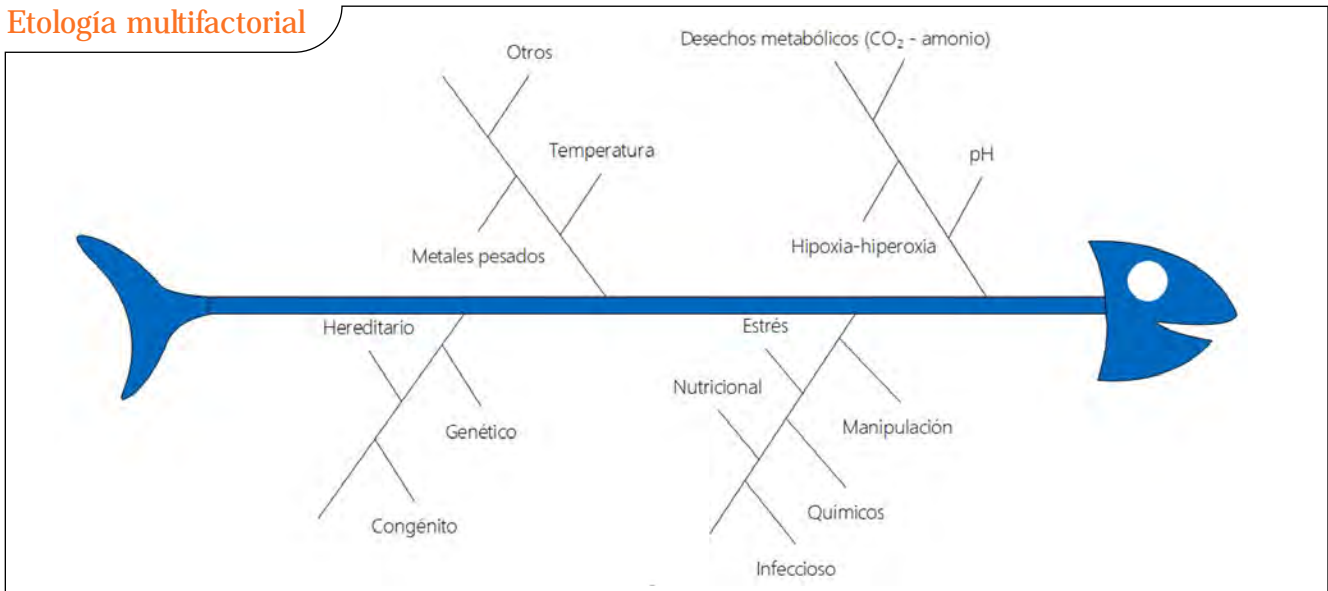 Etología multifactorial
Otros
Temperatura
Metales pesados
Desechos metabólicos (CO₂ - amonio)
pH
Hipoxia-hiperoxia
Hereditario
Genético
Congénito
Estrés
Nutricional
Manipulación
Químicos
Infeccioso